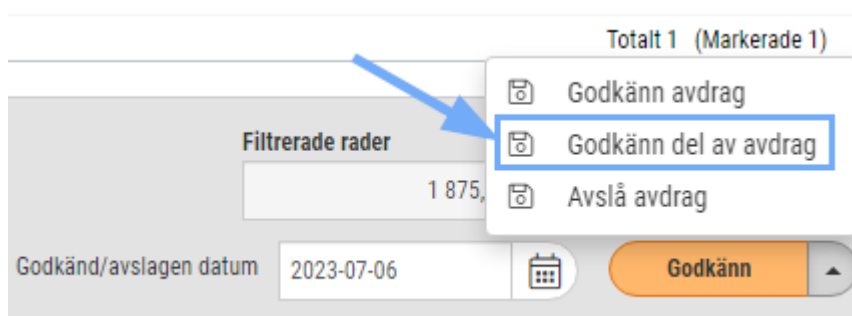 Totalt 1 (Markerade 1)
Godkänn avdrag
Godkänn del av avdrag
Avslå avdrag
Filtrerade rader
1 875,
Godkänd/avslagen datum
2023-07-06
Godkänn